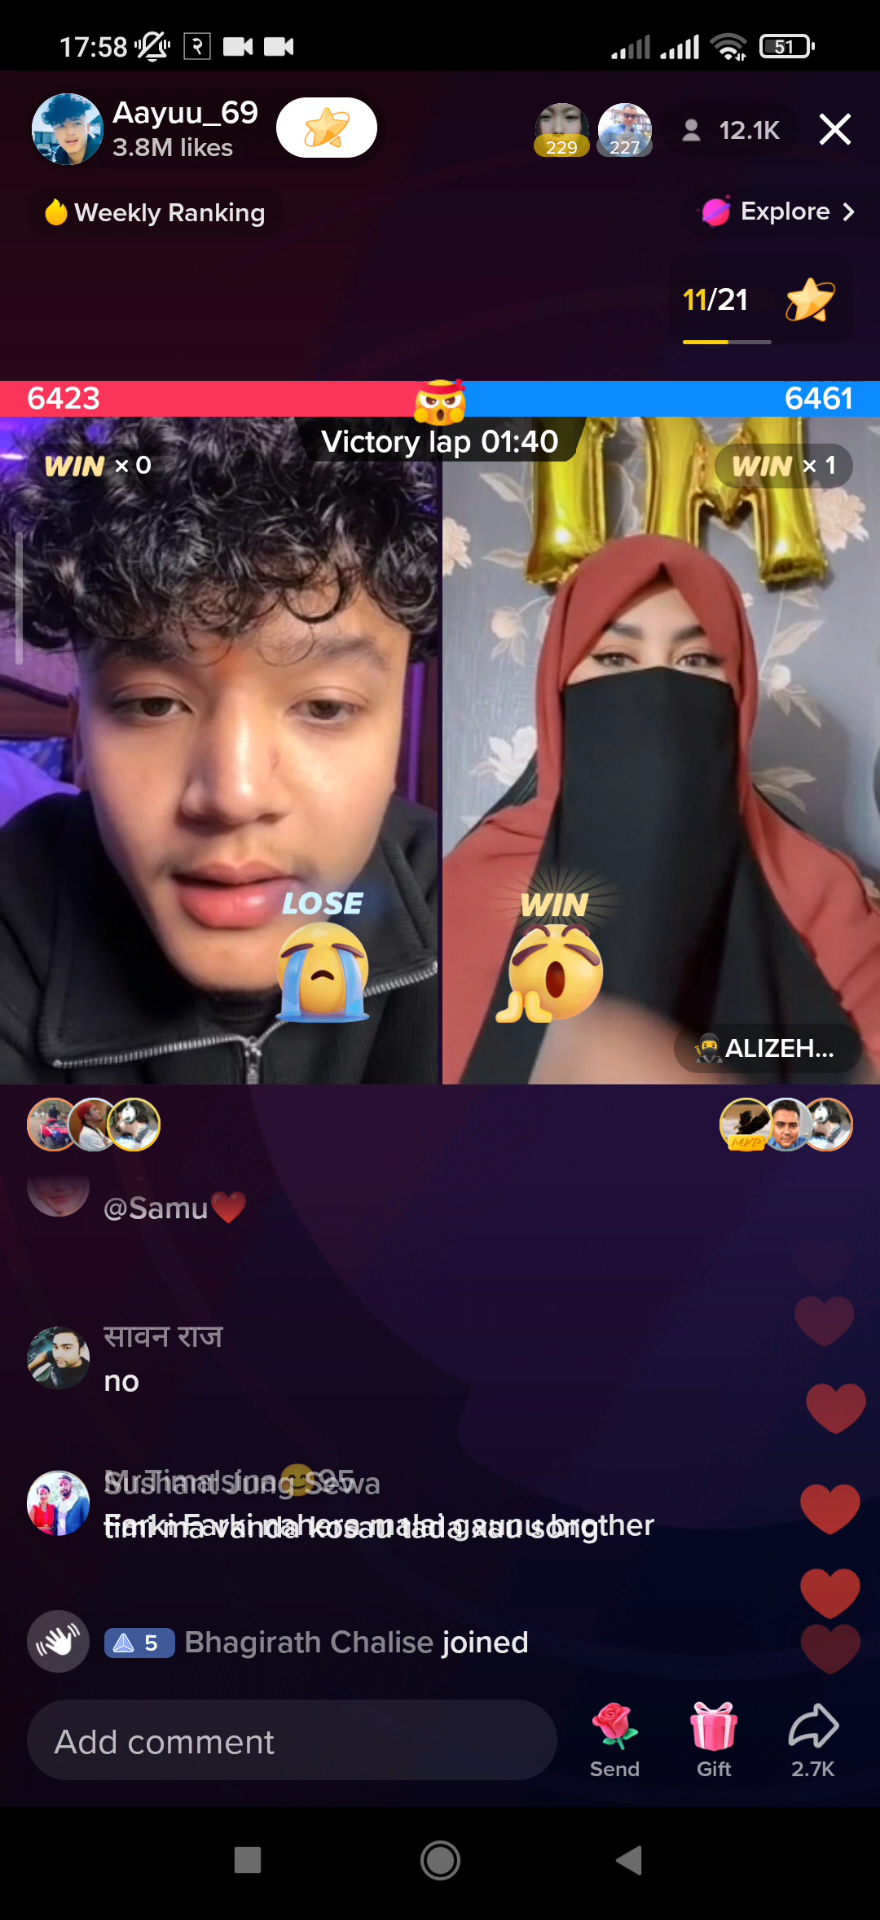 17:58
२
51
Aayuu_69
3.8M likes
229
227
12.1K
Weekly Ranking
Explore
11/21
6423
6461
Victory lap 01:40
WIN × 0
WIN × 1
LOSE
WIN
ALIZEH...
MVP
@Samu
सावन राज
no
5 Bhagirath Chalise joined
Add comment
Send
Gift
2.7K